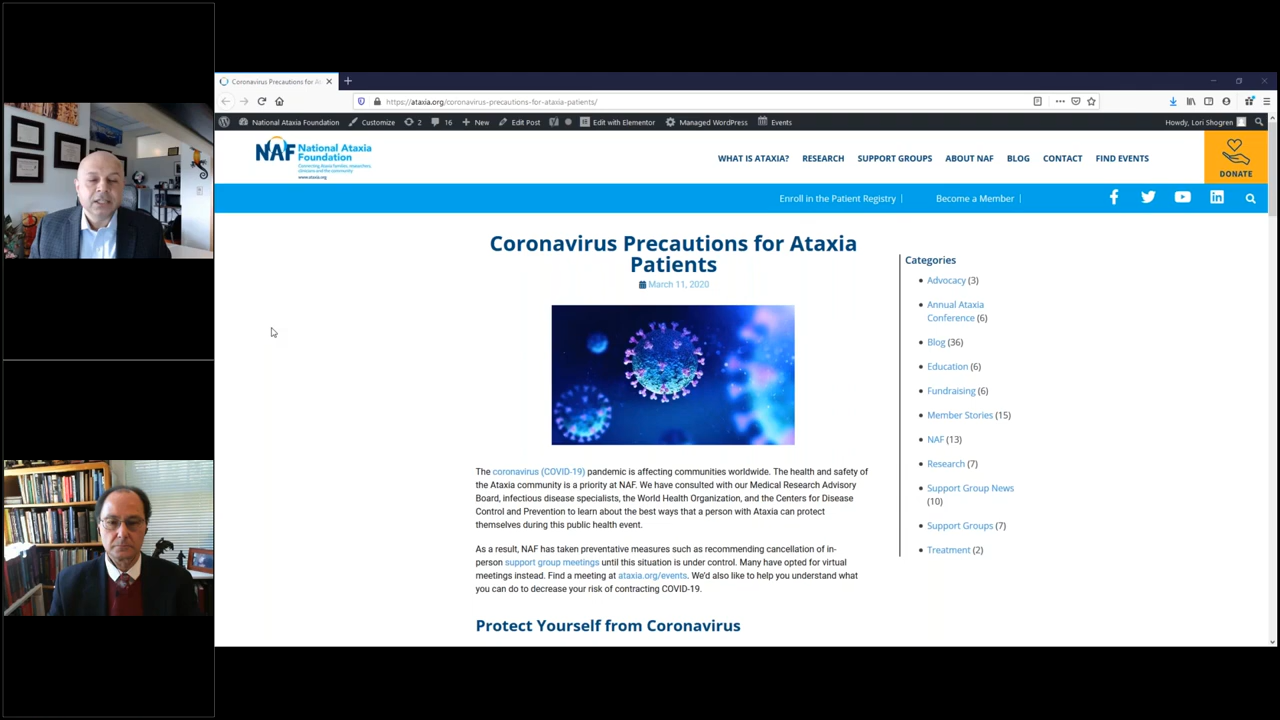 Coronavirus Precautions for At
https://ataxia.org/coronavirus-precautions-for-ataxia-patients/
National Ataxia Foundation
Customize
2
16
New
Edit Post
Edit with Elementor
Managed WordPress
Events
Howdy, Lori Shogren
NAF National Ataxia
Foundation
Connecting Ataxia families, researchers,
clinicians and the community
www.ataxia.org
WHAT IS ATAXIA?
RESEARCH
SUPPORT GROUPS
ABOUT NAF
BLOG
CONTACT
FIND EVENTS
DONATE
Enroll in the Patient Registry |
Become a Member |
Coronavirus Precautions for Ataxia
Patients
March 11, 2020
The coronavirus (COVID-19) pandemic is affecting communities worldwide. The health and safety of
the Ataxia community is a priority at NAF. We have consulted with our Medical Research Advisory
Board, infectious disease specialists, the World Health Organization, and the Centers for Disease
Control and Prevention to learn about the best ways that a person with Ataxia can protect
themselves during this public health event.
As a result, NAF has taken preventative measures such as recommending cancellation of in-
person support group meetings until this situation is under control. Many have opted for virtual
meetings instead. Find a meeting at ataxia.org/events. We'd also like to help you understand what
you can do to decrease your risk of contracting COVID-19.
Protect Yourself from Coronavirus
Categories
Advocacy (3)
Annual Ataxia
Conference (6)
Blog (36)
Education (6)
Fundraising (6)
Member Stories (15)
NAF (13)
Research (7)
Support Group News
(10)
Support Groups (7)
Treatment (2)